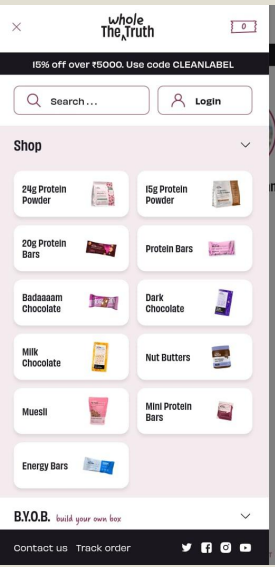 whole
The Truth
0
15% off over ₹5000. Use code CLEANLABEL
Search...
Login
Shop
24g Protein
Powder
15g Protein
Powder
20g Protein
Bars
Protein Bars
Badaaaam
Chocolate
Dark
Chocolate
Milk
Chocolate
Nut Butters
Muesli
Mini Protein
Bars
Energy Bars
B.Y.O.B. build your own box
Contact us Track order